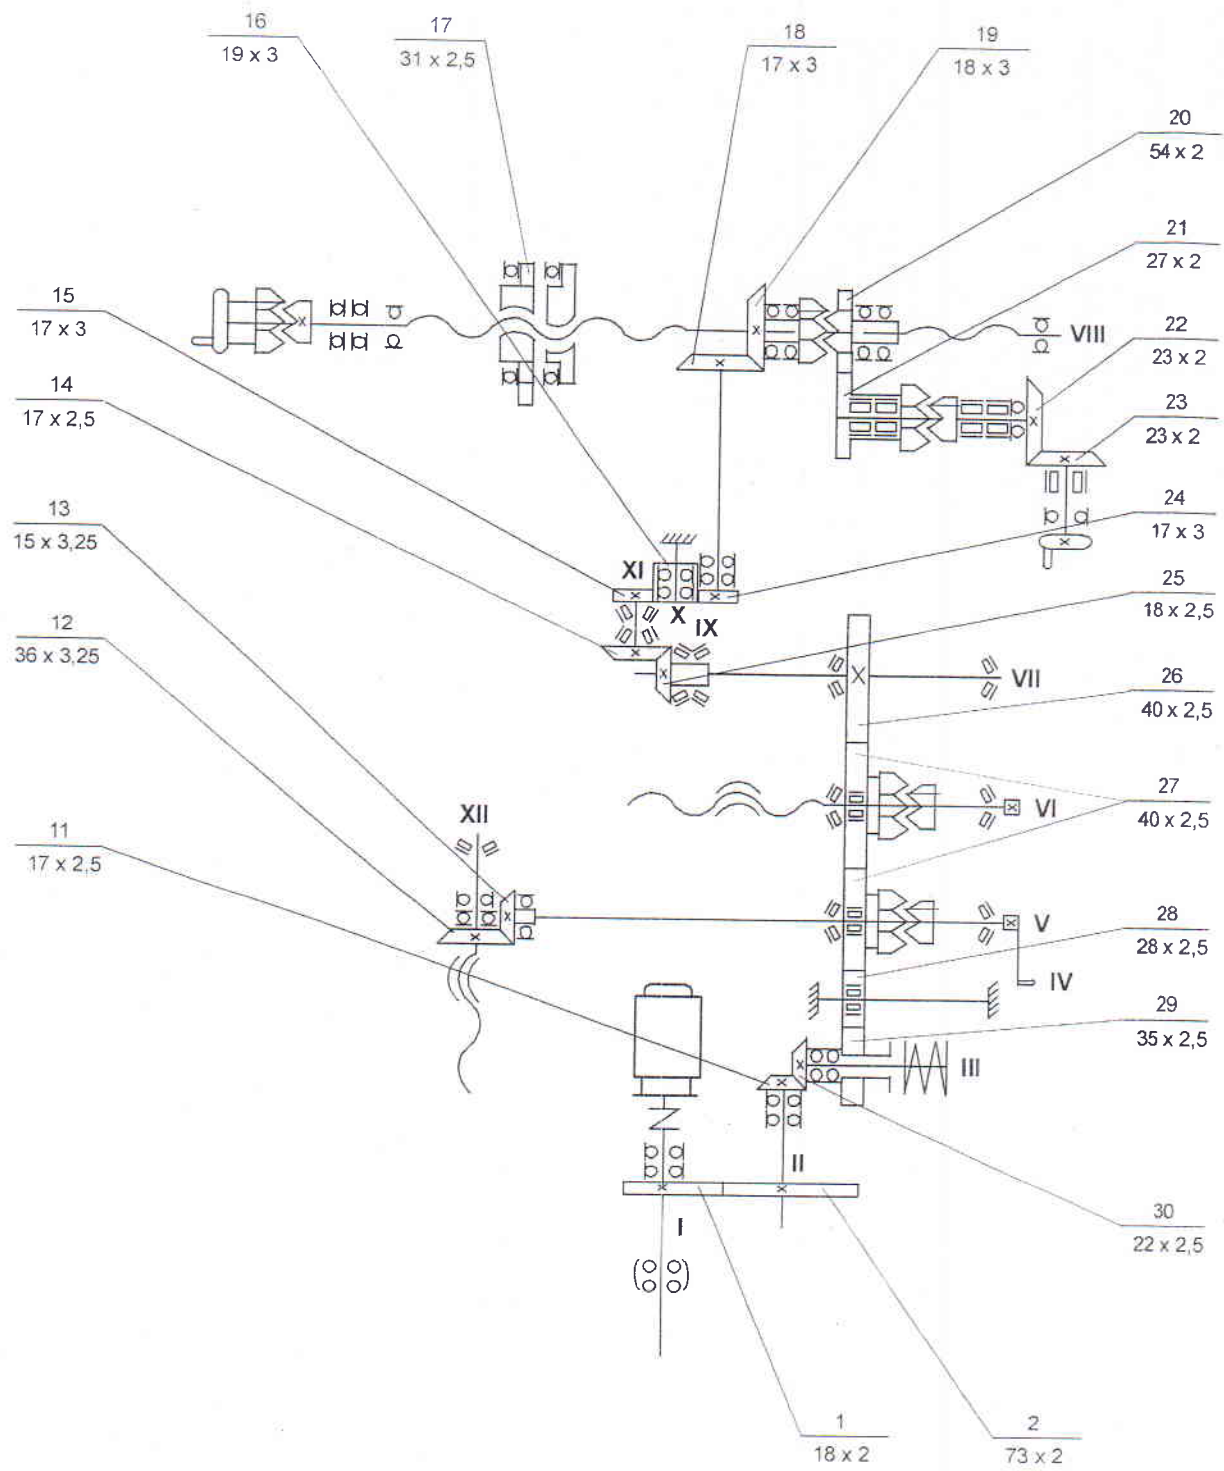 16
19 x 3
17
31 x 2,5
18
17 x 3
19
18 x 3
20
54 x 2
21
27 x 2
15
17 x 3
VIII
22
23 x 2
14
17 x 2,5
23
23 x 2
24
17 x 3
13
15 x 3,25
XI
X
IX
25
18 x 2,5
12
36 x 3,25
VII
26
40 x 2,5
27
40 x 2,5
VI
XII
11
17 x 2,5
V
28
28 x 2,5
IV
29
35 x 2,5
III
II
30
22 x 2,5
I
1
18 x 2
2
73 x 2